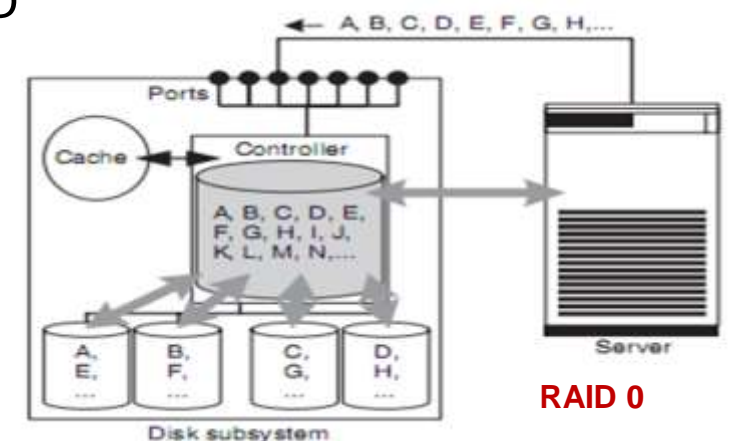 A, B, C, D, E, F, G, H,...
Ports
Cache
Controller
A, B, C, D, E,
F, G, H, I, J,
K, L, M, N,...
A,
E,
...
B,
F,
...
C,
G,
...
D,
H,
...
Server
RAID 0
Disk subsystem